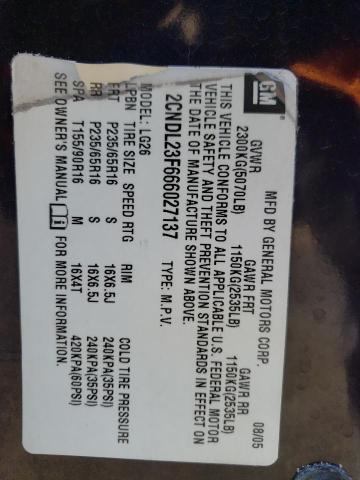 GM MFD BY GENERAL MOTORS CORP. 08/05
GVWR GAWR FRT GAWR RR
2300KG(5070LB) 1150KG(2535LB) 1150KG(2535LB)
THIS VEHICLE CONFORMS TO ALL APPLICABLE U.S. FEDERAL MOTOR
VEHICLE SAFETY AND THEFT PREVENTION STANDARDS IN EFFECT ON
THE DATE OF MANUFACTURE SHOWN ABOVE.
2CNDL23F666027137 TYPE: M.P.V.
MODEL: LG26
LPBN TIRE SIZE SPEED RTG RIM COLD TIRE PRESSURE
FRT P235/65R16 S 16X6.5J 240KPA(35PSI)
RR P235/65R16 S 16X6.5J 240KPA(35PSI)
SPA T155/90R16 M 16X4T 420KPA(60PSI)
SEE OWNER'S MANUAL FOR MORE INFORMATION.